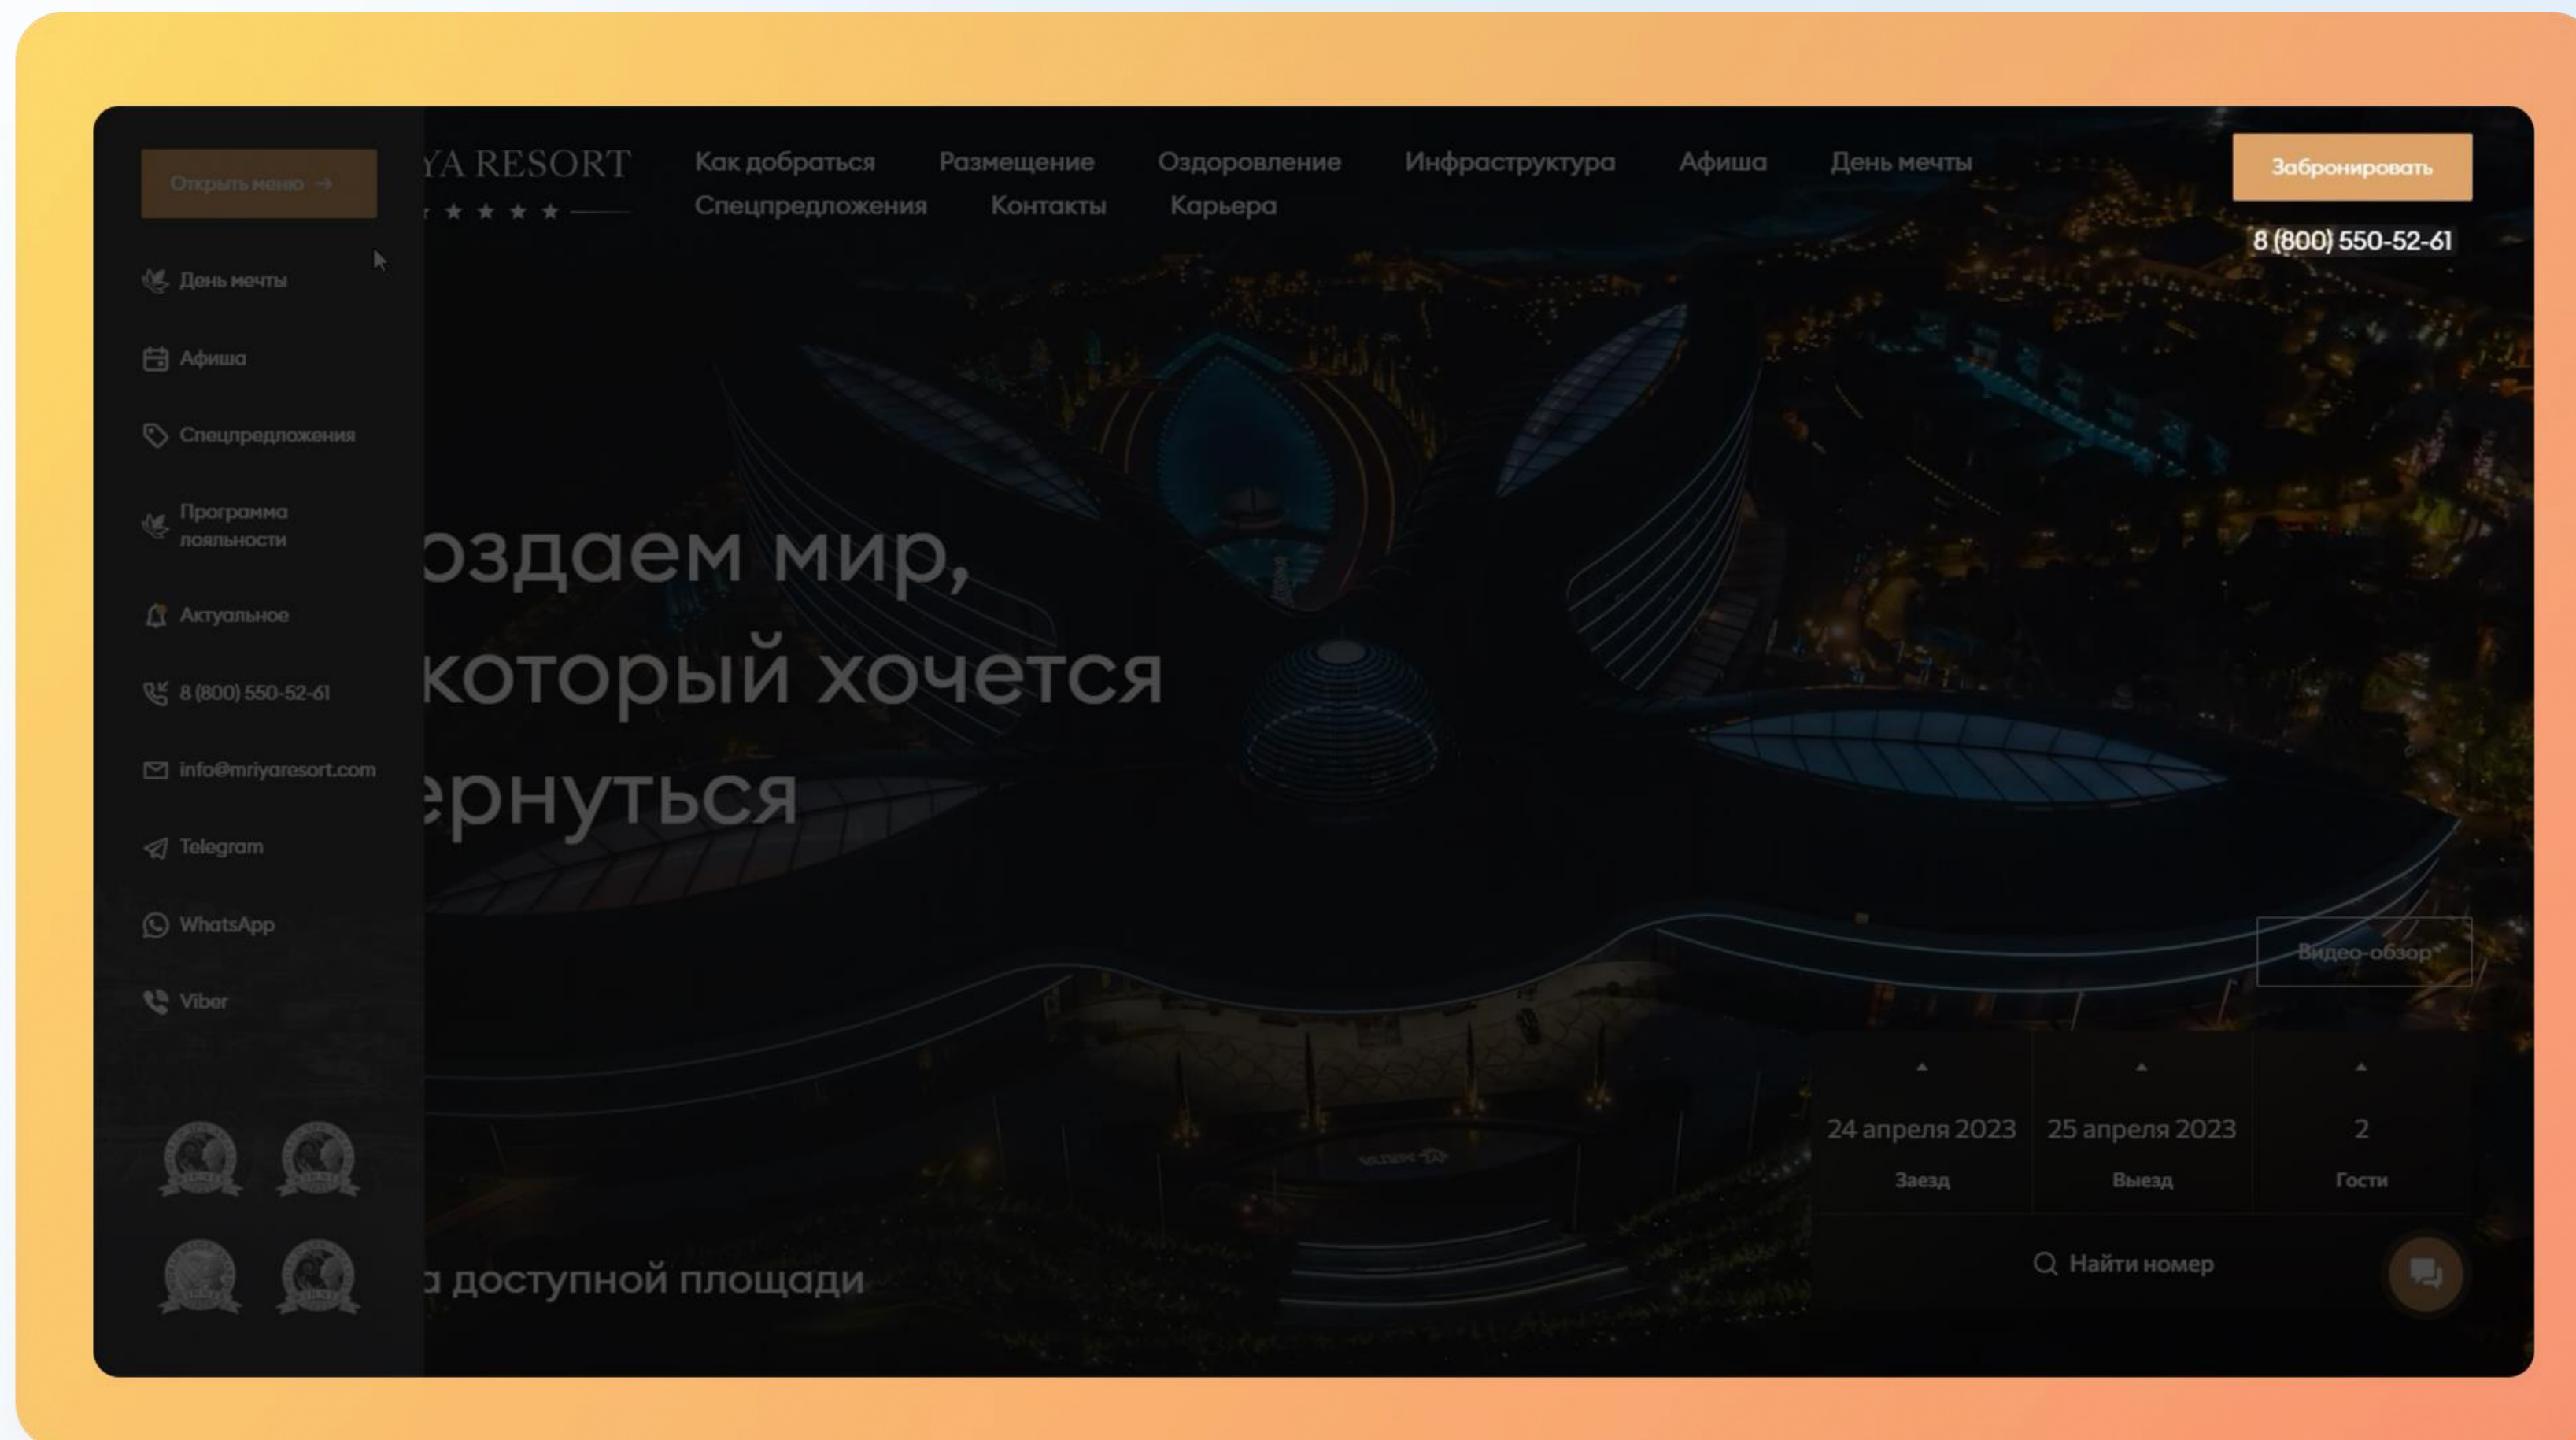 Открыть меню →
День мечты
Афиша
Спецпредложения
Программа
лояльности
Актуальное
8 (800) 550-52-61
info@mriyaresort.com
Telegram
WhatsApp
Viber
YA RESORT
Как добраться Размещение Оздоровление Инфраструктура Афиша День мечты
Спецпредложения Контакты Карьера
Забронировать
8 (800) 550-52-61
оздаем мир,
который хочется
ернуться
Видео-обзор
24 апреля 2023 25 апреля 2023 2
Заезд Выезд Гости
Найти номер
а доступной площади